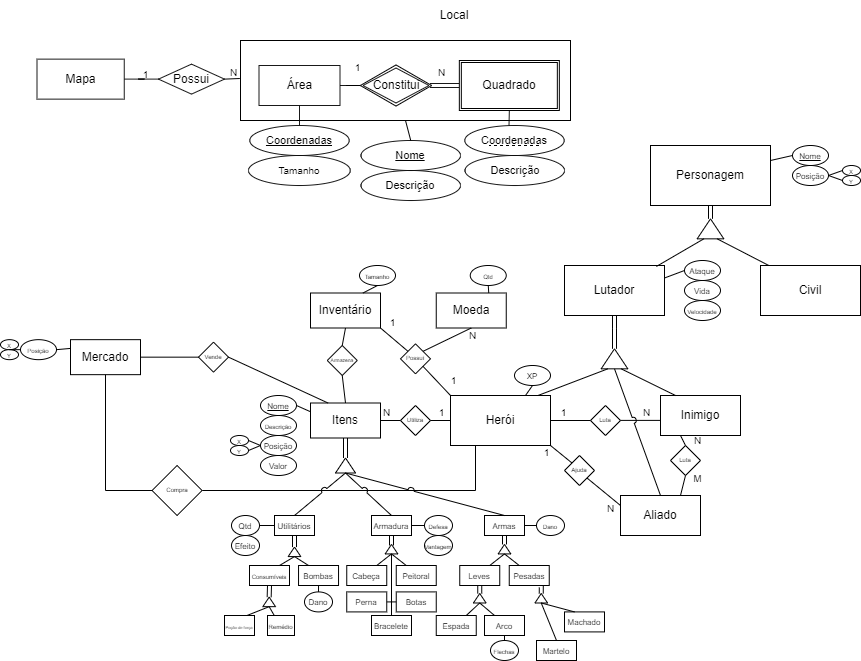 Local
Mapa
1
Possui
N
Área
1
Constitui
N
Quadrado
Coordenadas
Tamanho
Nome
Descrição
Coordenadas
Descrição
Personagem
Nome
Posição
X
Y
Lutador
Ataque
Vida
Velocidade
Civil
Tamanho
Qtd
Inventário
1
Moeda
N
X
Y
Posição
Mercado
Vende
Armazena
Possui
1
XP
Nome
Descrição
X
Y
Posição
Valor
Itens
N
Utiliza
1
Herói
1
Luta
N
Inimigo
N
Luta
M
1
Ajuda
N
Aliado
Compra
Qtd
Efeito
Utilitários
Armadura
Defesa
Vantagem
Armas
Dano
Consumíveis
Bombas
Dano
Poção de força
Remédio
Cabeça
Peitoral
Perna
Botas
Bracelete
Leves
Pesadas
Espada
Arco
Flechas
Machado
Martelo